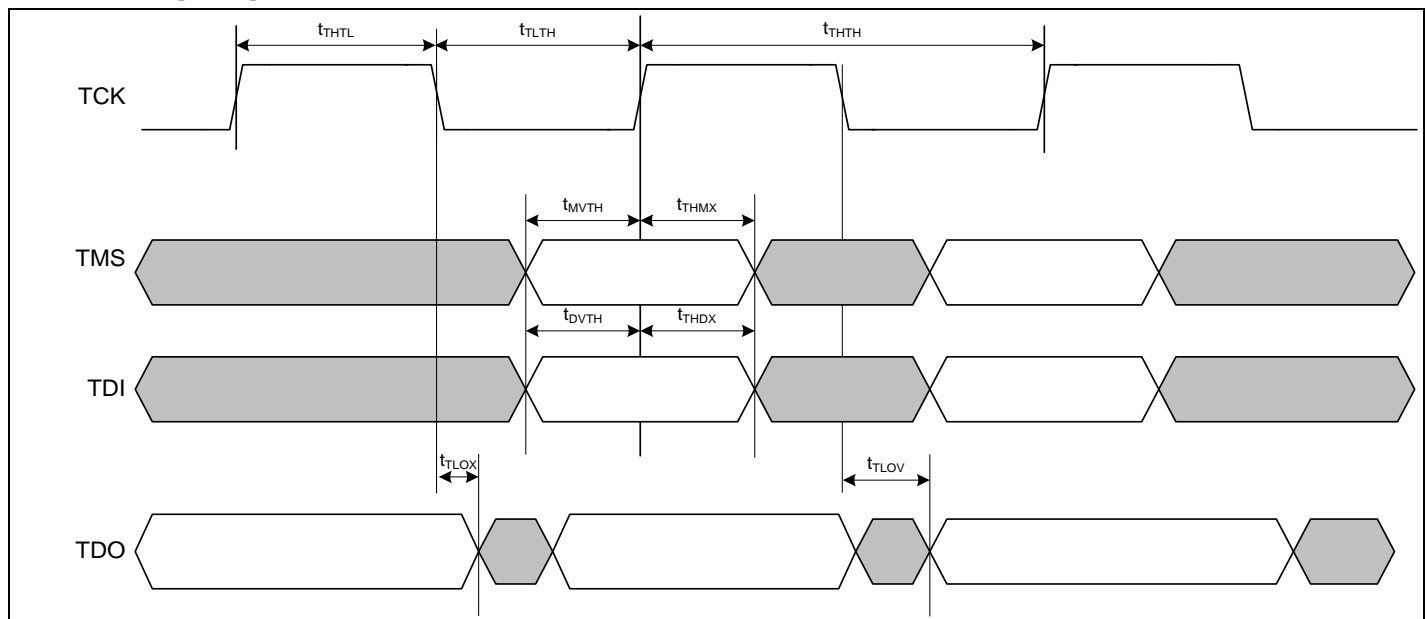 tTHTL tTLTH tTHTH
TCK
tMVTH tTHMX
TMS
tDVTH tTHDX
TDI
tTLOX tTLOV
TDO